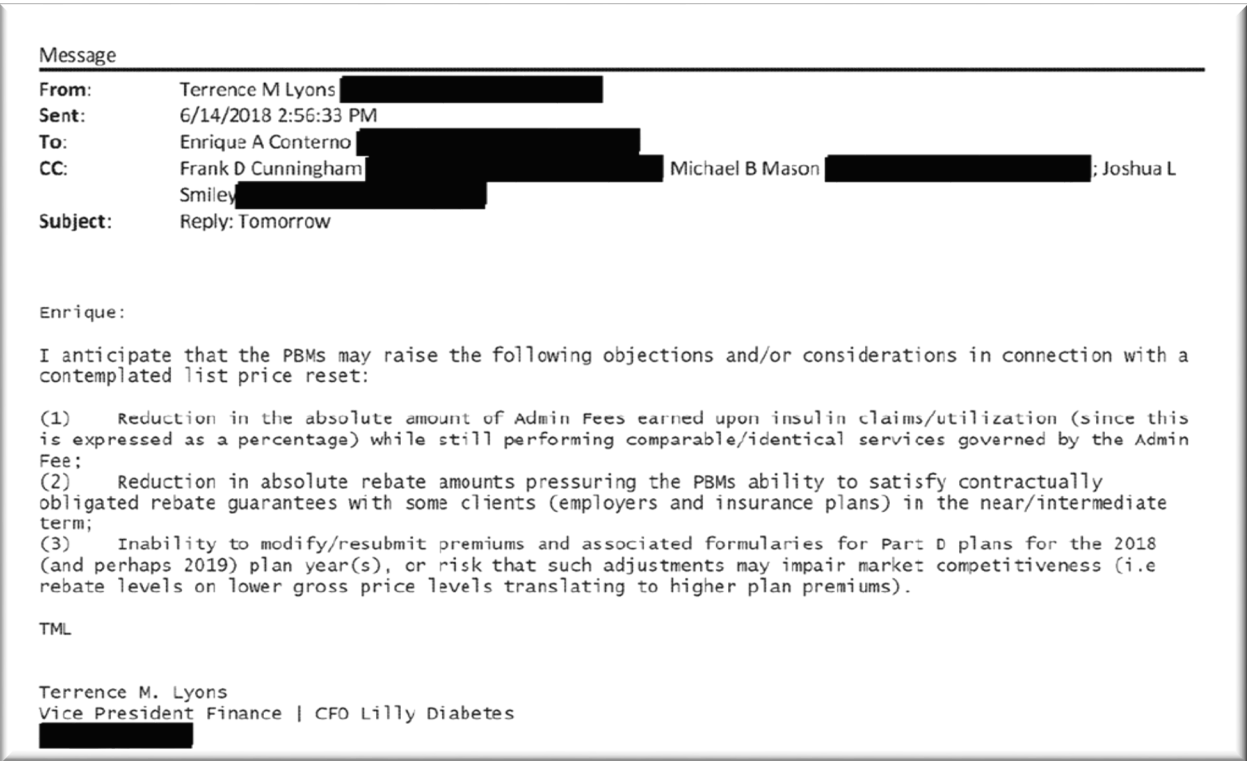 Message
From: Terrence M Lyons
Sent: 6/14/2018 2:56:33 PM
To: Enrique A Conterno
CC: Frank D Cunningham Michael B Mason ; Joshua L
Smiley
Subject: Reply: Tomorrow
Enrique:
I anticipate that the PBMs may raise the following objections and/or considerations in connection with a
contemplated list price reset:
(1) Reduction in the absolute amount of Admin Fees earned upon insulin claims/utilization (since this
is expressed as a percentage) while still performing comparable/identical services governed by the Admin
Fee;
(2) Reduction in absolute rebate amounts pressuring the PBMs ability to satisfy contractually
obligated rebate guarantees with some clients (employers and insurance plans) in the near/intermediate
term;
(3) Inability to modify/resubmit premiums and associated formularies for Part D plans for the 2018
(and perhaps 2019) plan year(s), or risk that such adjustments may impair market competitiveness (i.e
rebate levels on lower gross price levels translating to higher plan premiums).
TML
Terrence M. Lyons
Vice President Finance | CFO Lilly Diabetes